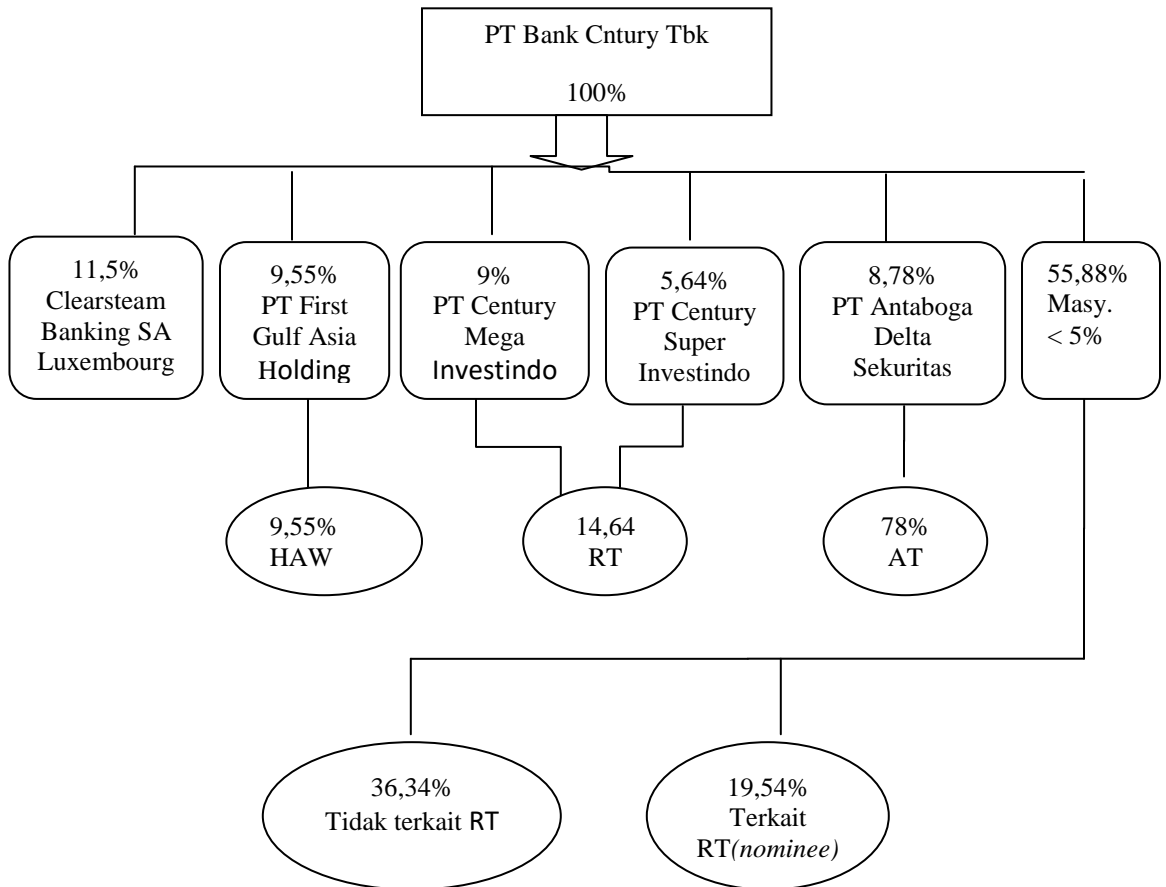 PT Bank Cntury Tbk
100%
11,5%
Clearsteam
Banking SA
Luxembourg
9,55%
PT First
Gulf Asia
Holding
9%
PT Century
Mega
Investindo
5,64%
PT Century
Super
Investindo
8,78%
PT Antaboga
Delta
Sekuritas
55,88%
Masy.
< 5%
9,55%
HAW
14,64
RT
78%
AT
36,34%
Tidak terkait RT
19,54%
Terkait
RT(nominee)